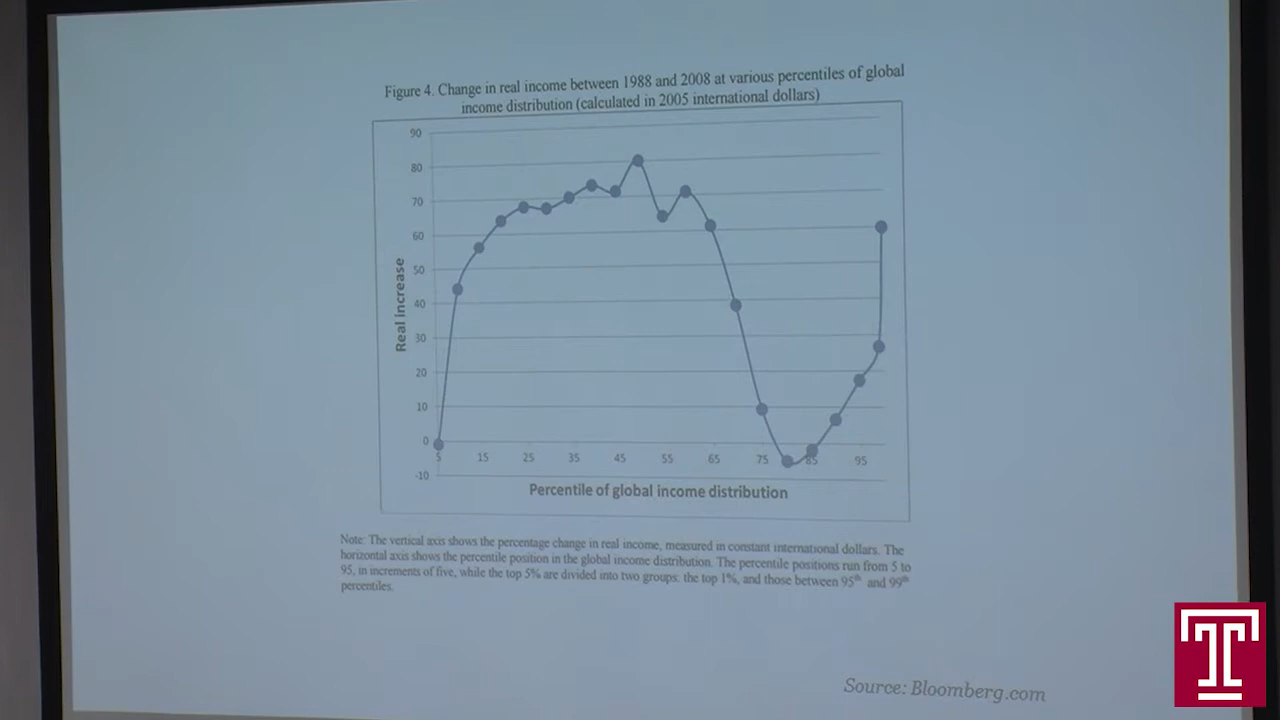 Figure 4. Change in real income between 1988 and 2008 at various percentiles of global
income distribution (calculated in 2005 international dollars)
90
80
70
60
50
40
30
20
10
0
-10
Real increase
5 15 25 35 45 55 65 75 85 95
Percentile of global income distribution
Note: The vertical axis shows the percentage change in real income, measured in constant international dollars. The
horizontal axis shows the percentile position in the global income distribution. The percentile positions run from 5 to
95, in increments of five, while the top 5% are divided into two groups: the top 1%, and those between 95th and 99th
percentiles.
Source: Bloomberg.com
T